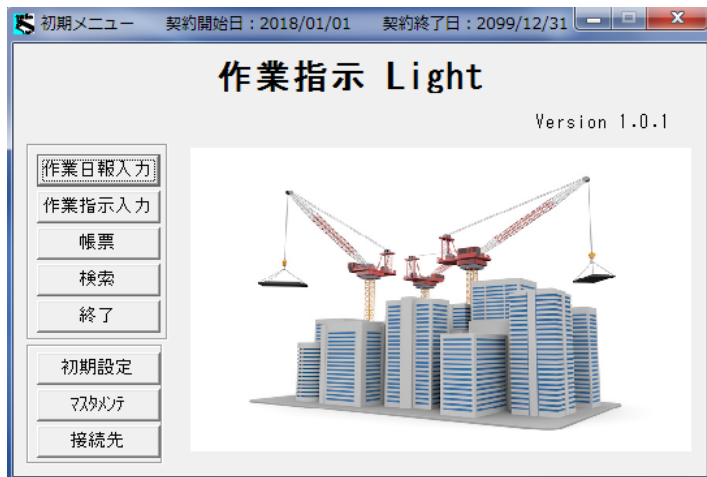 初期メニュー　契約開始日：2018/01/01　契約終了日：2099/12/31
作業指示 Light
Version 1.0.1
作業日報入力
作業指示入力
帳票
検索
終了
初期設定
ﾏｽﾀﾒﾝﾃ
接続先